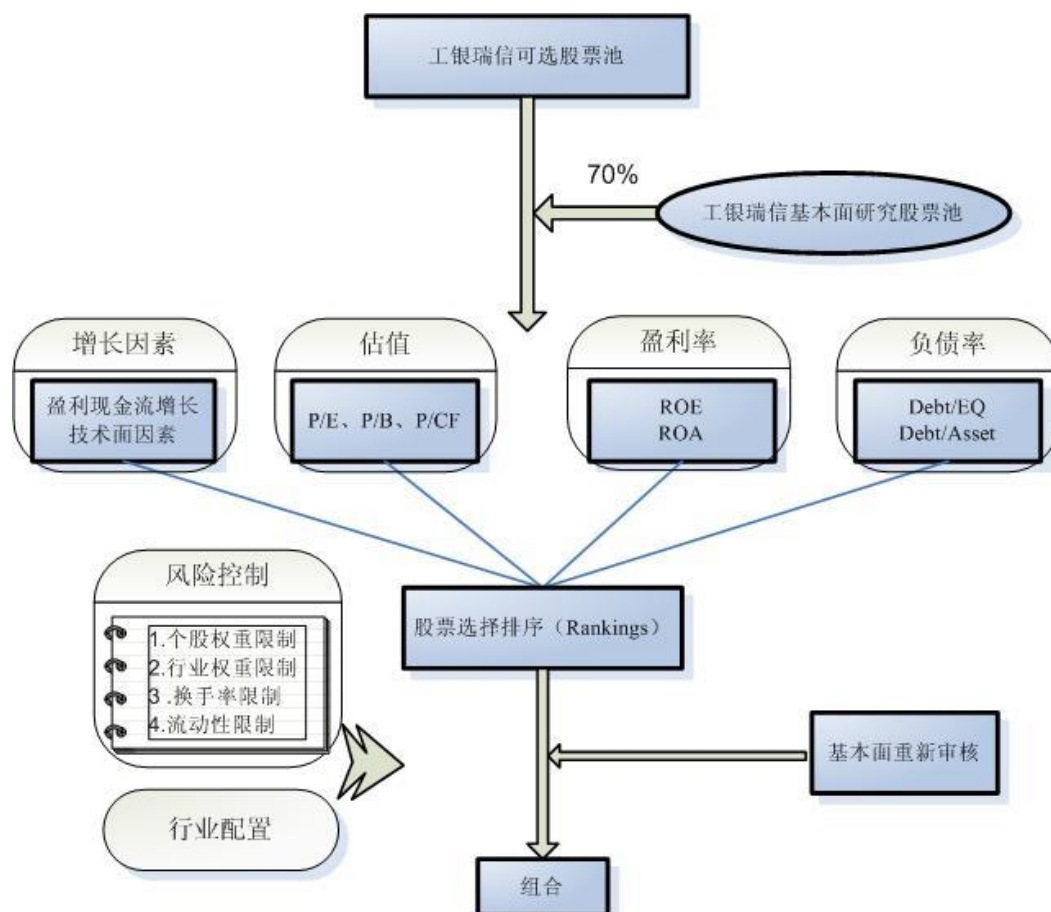 工银瑞信可选股票池
70%
工银瑞信基本面研究股票池
增长因素
盈利现金流增长
技术面因素
估值
P/E、P/B、P/CF
盈利率
ROE
ROA
负债率
Debt/EQ
Debt/Asset
风险控制
1.个股权重限制
2.行业权重限制
3 .换手率限制
4.流动性限制
股票选择排序（Rankings）
基本面重新审核
行业配置
组合